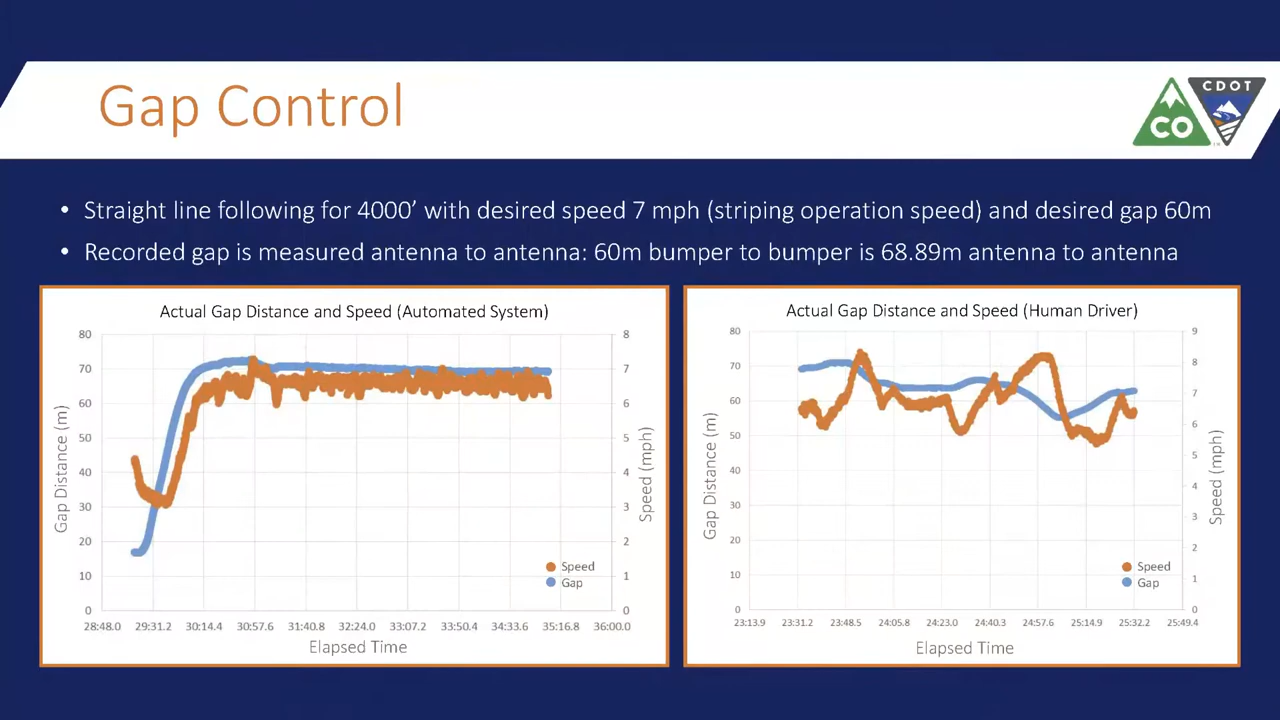 Gap Control
CO
CDOT
• Straight line following for 4000’ with desired speed 7 mph (striping operation speed) and desired gap 60m
• Recorded gap is measured antenna to antenna: 60m bumper to bumper is 68.89m antenna to antenna
Actual Gap Distance and Speed (Automated System)
80
70
60
50
40
30
20
10
0
Gap Distance (m)
8
7
6
5
4
3
2
1
0
Speed (mph)
Speed
Gap
28:48.0 29:31.2 30:14.4 30:57.6 31:40.8 32:24.0 33:07.2 33:50.4 34:33.6 35:16.8 36:00.0
Elapsed Time
Actual Gap Distance and Speed (Human Driver)
80
70
60
50
40
30
20
10
0
Gap Distance (m)
9
8
7
6
5
4
3
2
1
0
Speed (mph)
Speed
Gap
23:13.9 23:31.2 23:48.5 24:05.8 24:23.0 24:40.3 24:57.6 25:14.9 25:32.2 25:49.4
Elapsed Time